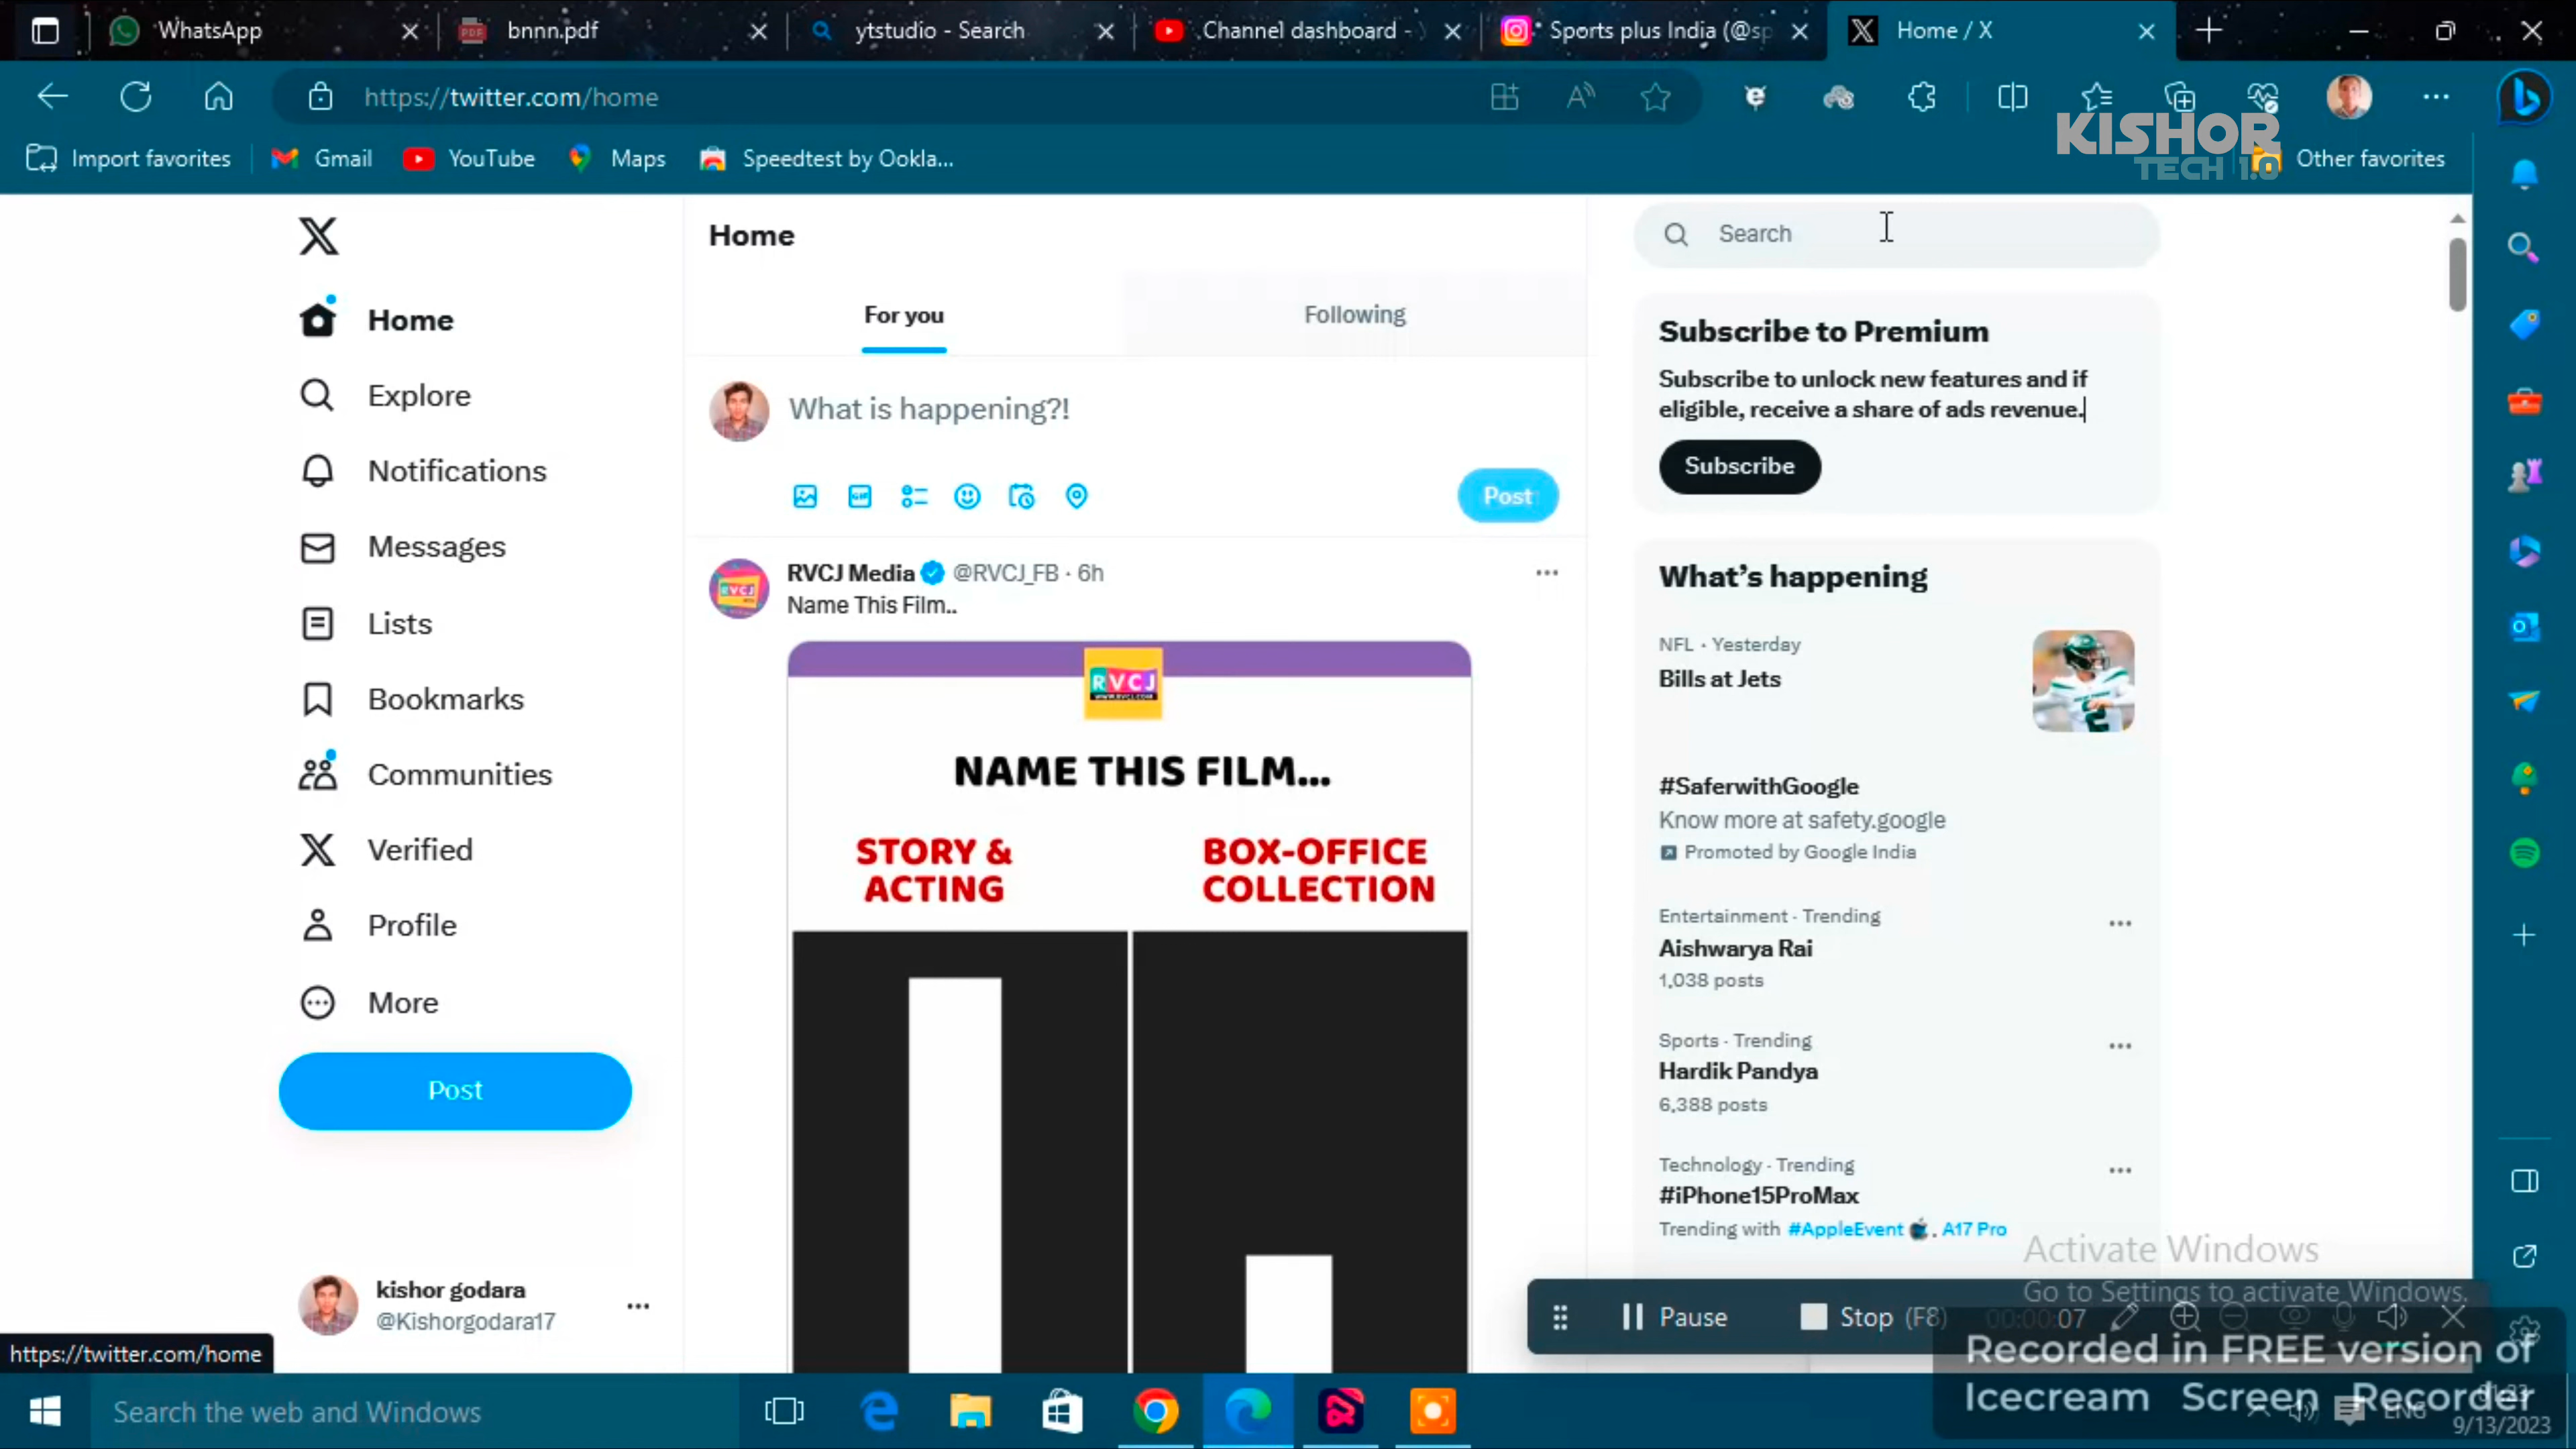 WhatsApp
bnnn.pdf
ytstudio - Search
Channel dashboard -
Sports plus India (@sp
Home / X
https://twitter.com/home
KISHOR
TECH 1.0
Import favorites
Gmail
YouTube
Maps
Speedtest by Ookla...
Other favorites
Home
Explore
Notifications
Messages
Lists
Bookmarks
Communities
Verified
Profile
More
Post
kishor godara
@Kishorgodara17
https://twitter.com/home
Home
For you
Following
What is happening?!
GIF
Post
RVCJ Media @RVCJ_FB · 6h
Name This Film..
RVCJ
WWW.RVCJ.COM
NAME THIS FILM...
STORY &
ACTING
BOX-OFFICE
COLLECTION
Search
Subscribe to Premium
Subscribe to unlock new features and if
eligible, receive a share of ads revenue.
Subscribe
What's happening
NFL · Yesterday
Bills at Jets
#SaferwithGoogle
Know more at safety.google
Promoted by Google India
Entertainment · Trending
Aishwarya Rai
1,038 posts
Sports · Trending
Hardik Pandya
6,388 posts
Technology · Trending
#iPhone15ProMax
Trending with #AppleEvent , A17 Pro
Activate Windows
Go to Settings to activate Windows.
Pause
Stop (F8)
00:00:07
Recorded in FREE version of
Icecream Screen Recorder
Search the web and Windows
ENG
9/13/2023